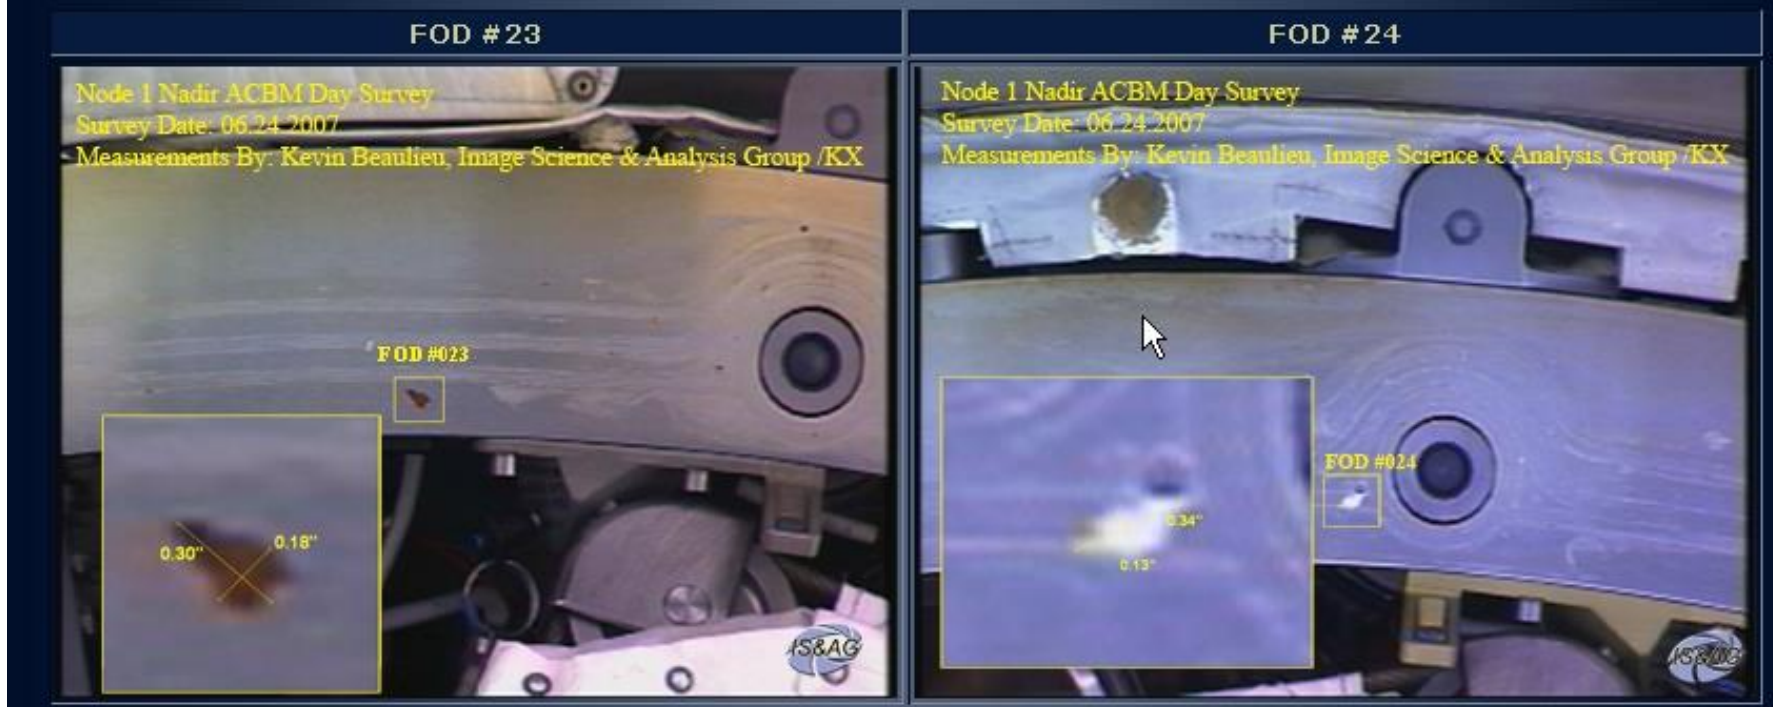 FOD #23
Node 1 Nadir ACBM Day Survey
Survey Date: 06.24.2007
Measurements By: Kevin Beaulieu, Image Science & Analysis Group /KX
FOD #023
0.30"
0.18"
IS&AG
FOD #24
Node 1 Nadir ACBM Day Survey
Survey Date: 06.24.2007
Measurements By: Kevin Beaulieu, Image Science & Analysis Group /KX
FOD #024
0.34"
0.13"
IS&AG